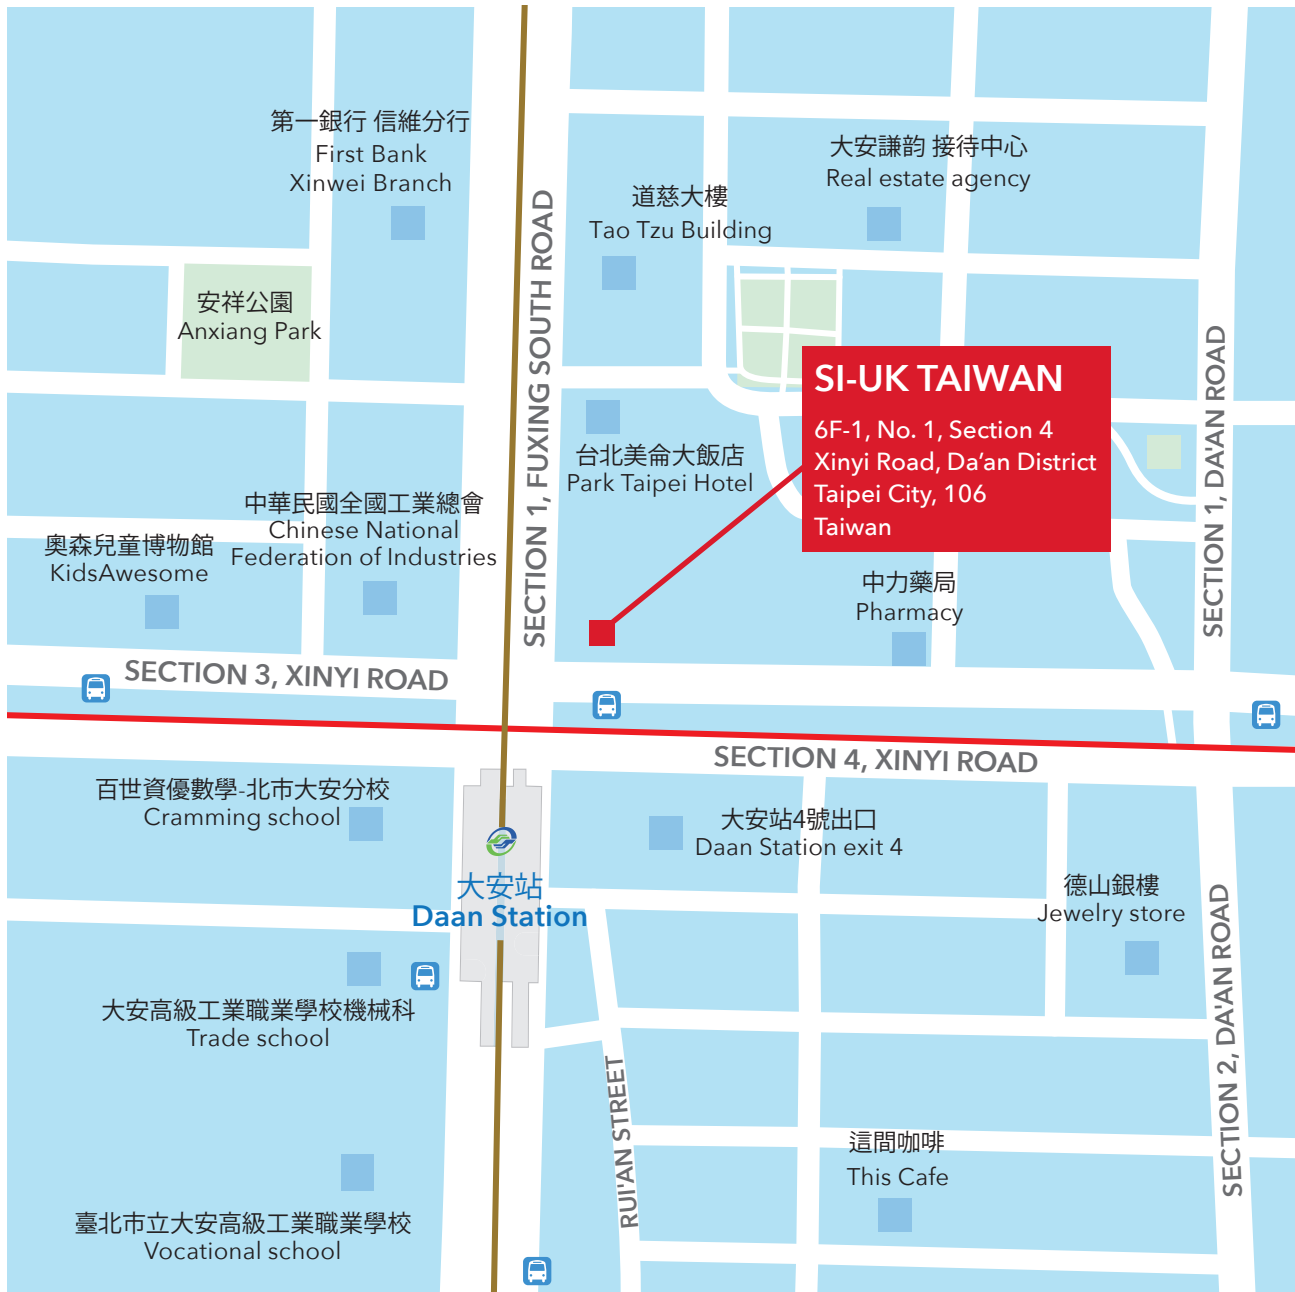 第一銀行 信維分行
First Bank
Xinwei Branch
大安謙韵 接待中心
Real estate agency
道慈大樓
Tao Tzu Building
安祥公園
Anxiang Park
SECTION 1, FUXING SOUTH ROAD
SECTION 1, DA'AN ROAD
SI-UK TAIWAN
6F-1, No. 1, Section 4
Xinyi Road, Da’an District
Taipei City, 106
Taiwan
台北美侖大飯店
Park Taipei Hotel
中華民國全國工業總會
Chinese National
Federation of Industries
奧森兒童博物館
KidsAwesome
中力藥局
Pharmacy
SECTION 3, XINYI ROAD
SECTION 4, XINYI ROAD
百世資優數學-北市大安分校
Cramming school
大安站4號出口
Daan Station exit 4
大安站
Daan Station
德山銀樓
Jewelry store
大安高級工業職業學校機械科
Trade school
RUI'AN STREET
SECTION 2, DA'AN ROAD
這間咖啡
This Cafe
臺北市立大安高級工業職業學校
Vocational school